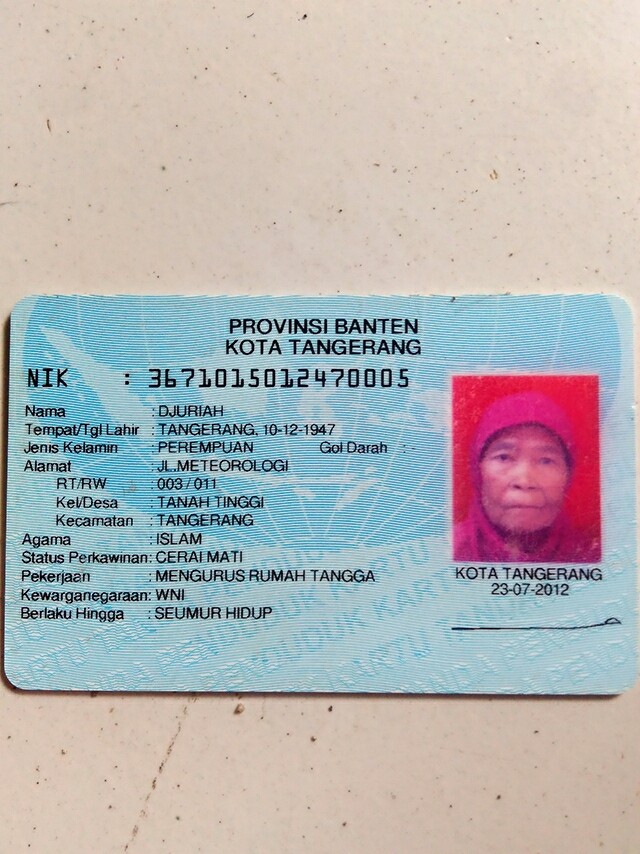 PROVINSI BANTEN
KOTA TANGERANG
NIK : 3671015012470005
Nama : DJURIAH
Tempat/Tgl Lahir : TANGERANG, 10-12-1947
Jenis Kelamin : PEREMPUAN Gol Darah : -
Alamat : JL.METEOROLOGI
RT/RW : 003 / 011
Kel/Desa : TANAH TINGGI
Kecamatan : TANGERANG
Agama : ISLAM
Status Perkawinan: CERAI MATI
Pekerjaan : MENGURUS RUMAH TANGGA
Kewarganegaraan: WNI
Berlaku Hingga : SEUMUR HIDUP
KOTA TANGERANG
23-07-2012